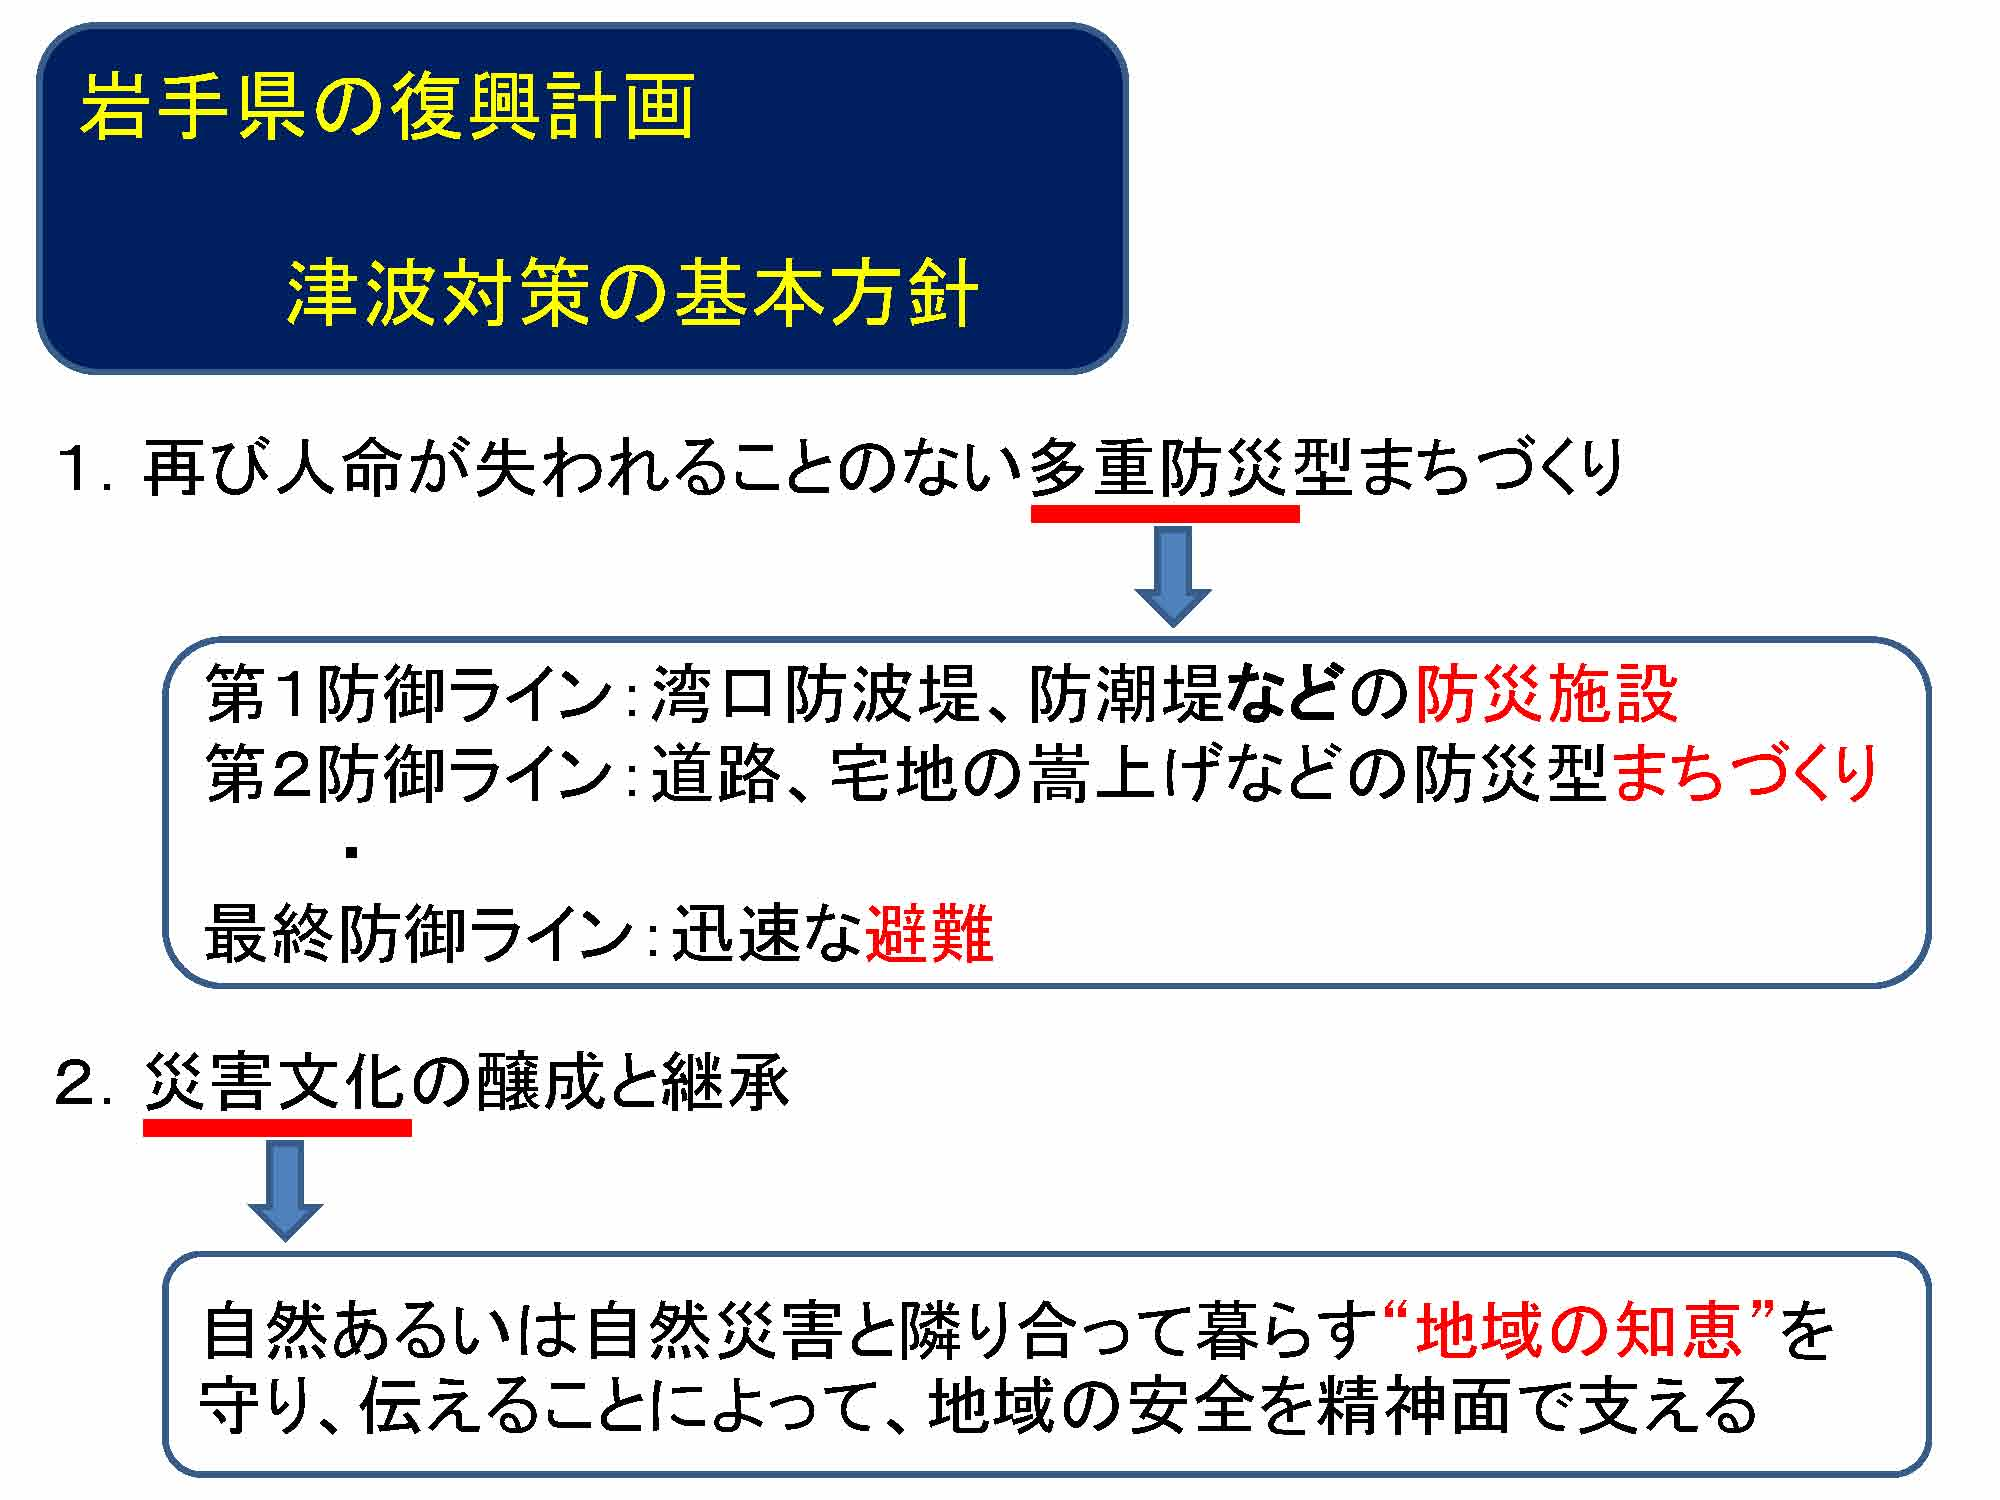 岩手県の復興計画
津波対策の基本方針
１．再び人命が失われることのない多重防災型まちづくり
第１防御ライン：湾口防波堤、防潮堤などの防災施設
第２防御ライン：道路、宅地の嵩上げなどの防災型まちづくり
・
最終防御ライン：迅速な避難
２．災害文化の醸成と継承
自然あるいは自然災害と隣り合って暮らす“地域の知恵”を
守り、伝えることによって、地域の安全を精神面で支える